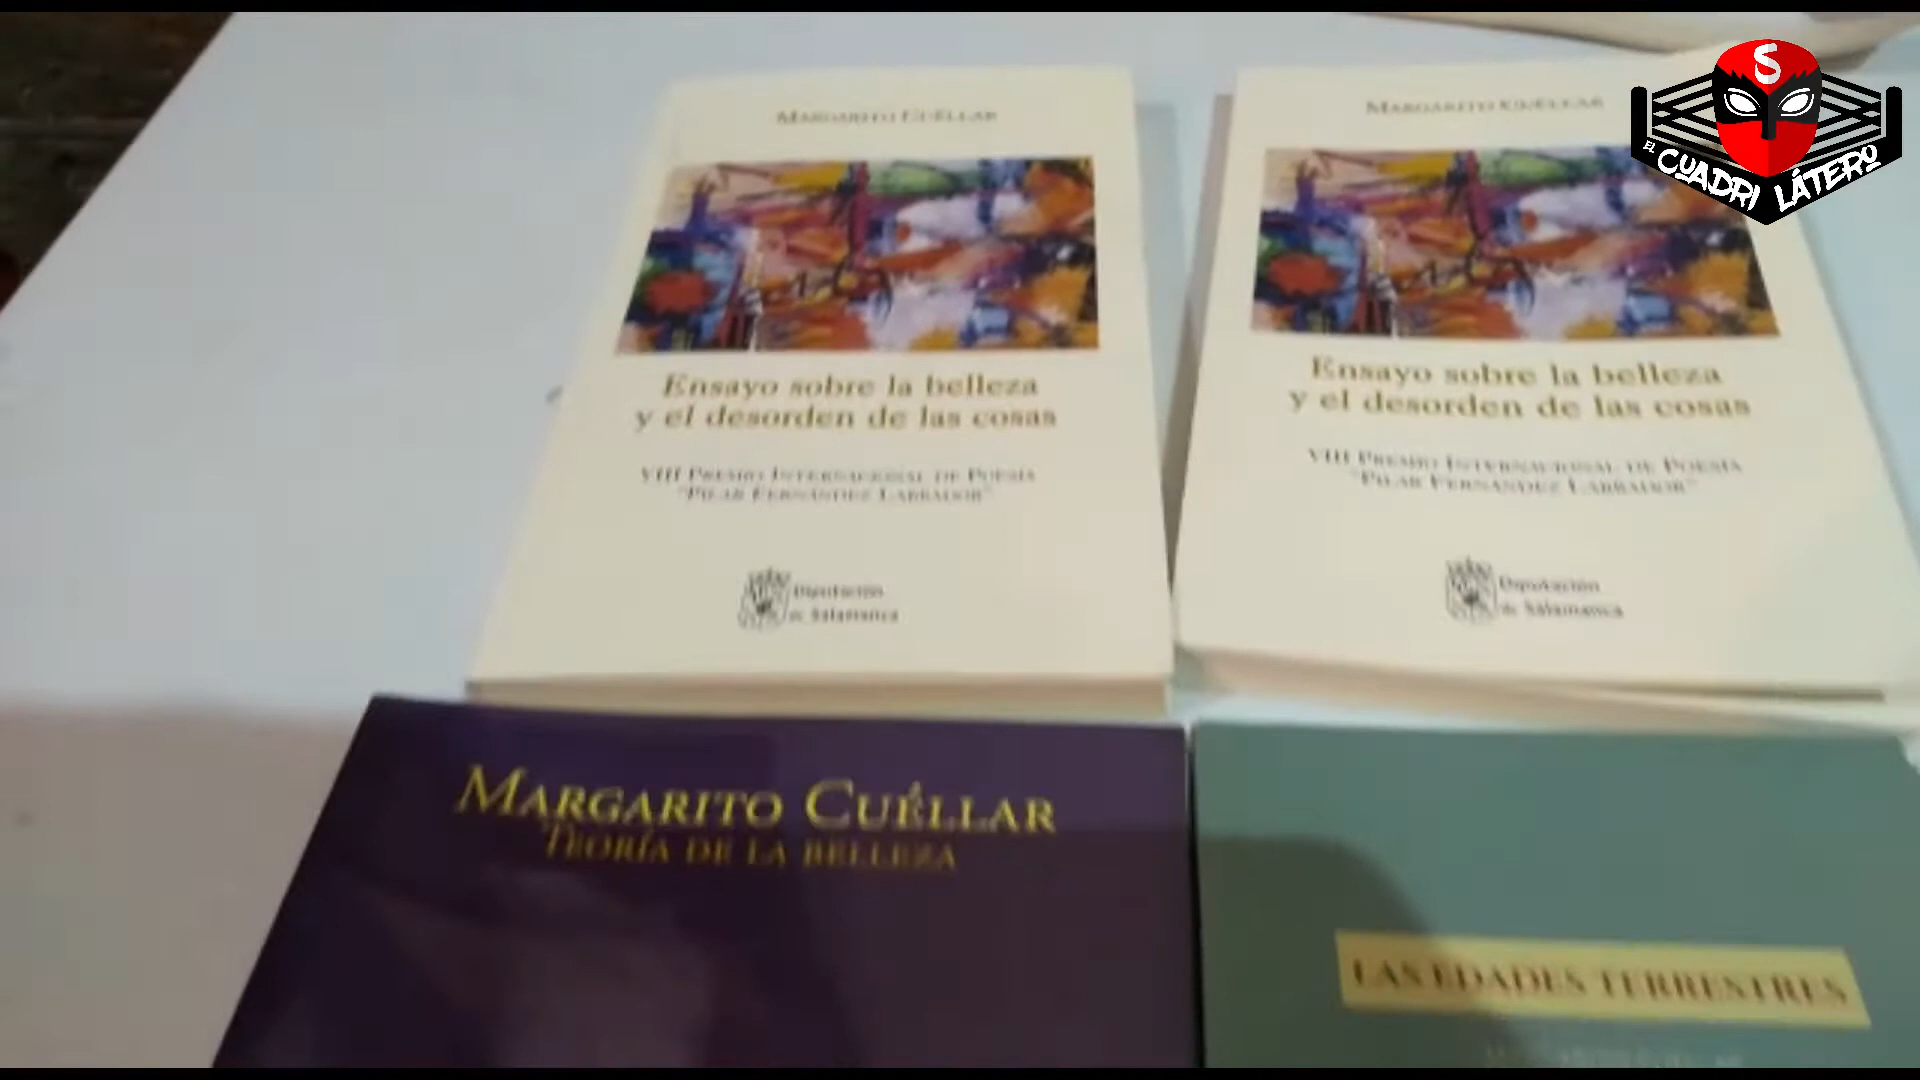 MARGARITO CUÉLLAR
Ensayo sobre la belleza
y el desorden de las cosas
VIII PREMIO INTERNACIONAL DE POESÍA
"PILAR FERNÁNDEZ LABRADOR"
Diputación
de Salamanca
MARGARITO CUÉLLAR
Ensayo sobre la belleza
y el desorden de las cosas
VIII PREMIO INTERNACIONAL DE POESÍA
"PILAR FERNÁNDEZ LABRADOR"
Diputación
de Salamanca
S
EL CUADRILÁTERO
MARGARITO CUÉLLAR
TEORÍA DE LA BELLEZA
LAS EDADES TERRESTRES